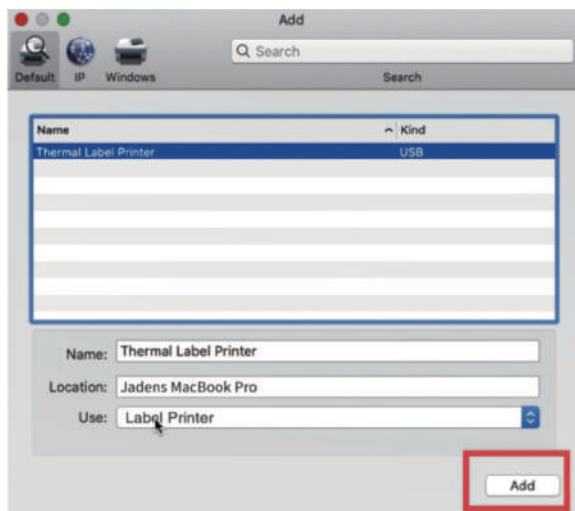 Add
Search
Default IP Windows Search
Name Kind
Thermal Label Printer USB
Name: Thermal Label Printer
Location: Jadens MacBook Pro
Use: Label Printer
Add